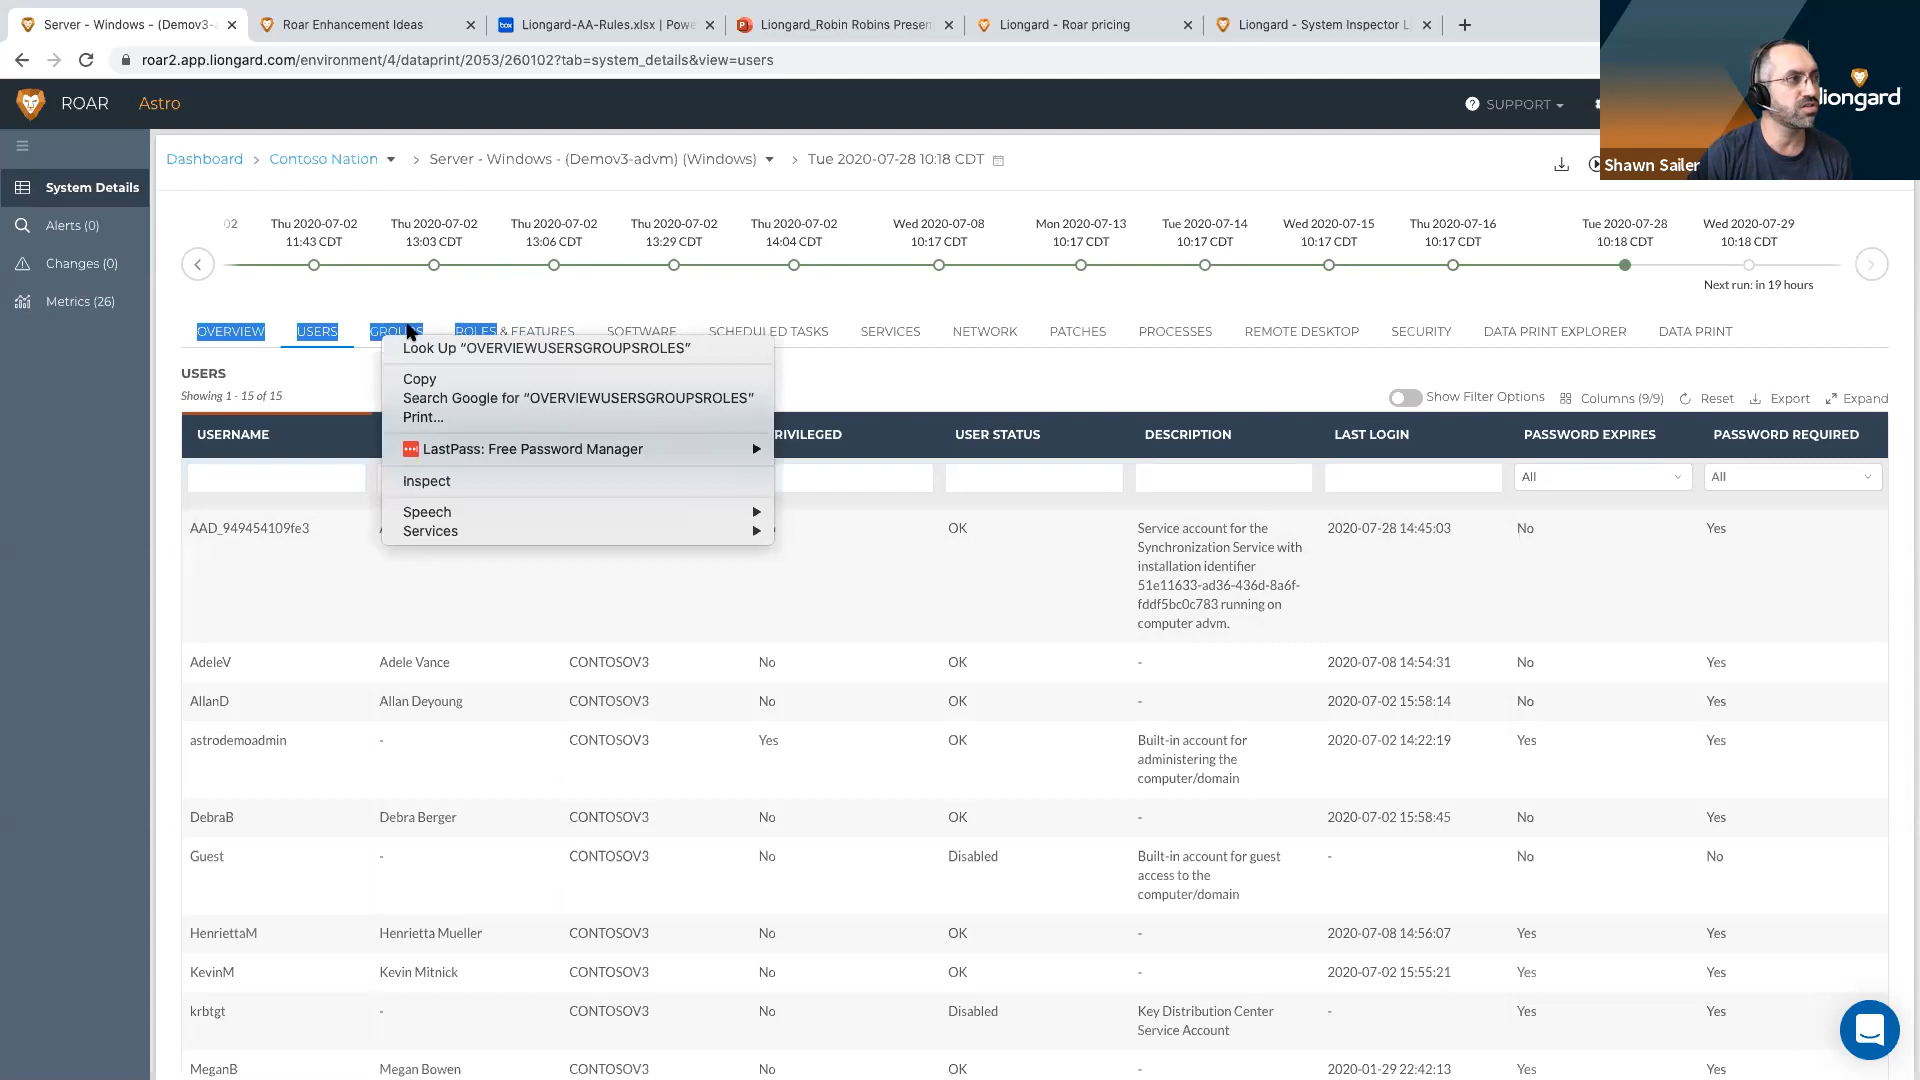 Server - Windows - (Demov3-a
Roar Enhancement Ideas
Liongard-AA-Rules.xlsx | Powe
Liongard_Robin Robins Presen
Liongard - Roar pricing
Liongard - System Inspector L
roar2.app.liongard.com/environment/4/dataprint/2053/260102?tab=system_details&view=users
ROAR
Astro
SUPPORT
liongard
Shawn Sailer
Dashboard > Contoso Nation > Server - Windows - (Demov3-advm) (Windows) > Tue 2020-07-28 10:18 CDT
System Details
Alerts (0)
Changes (0)
Metrics (26)
02
Thu 2020-07-02
11:43 CDT
Thu 2020-07-02
13:03 CDT
Thu 2020-07-02
13:06 CDT
Thu 2020-07-02
13:29 CDT
Thu 2020-07-02
14:04 CDT
Wed 2020-07-08
10:17 CDT
Mon 2020-07-13
10:17 CDT
Tue 2020-07-14
10:17 CDT
Wed 2020-07-15
10:17 CDT
Thu 2020-07-16
10:17 CDT
Tue 2020-07-28
10:18 CDT
Wed 2020-07-29
10:18 CDT
Next run: in 19 hours
OVERVIEW USERS GROUPS ROLES & FEATURES SOFTWARE SCHEDULED TASKS SERVICES NETWORK PATCHES PROCESSES REMOTE DESKTOP SECURITY DATA PRINT EXPLORER DATA PRINT
Look Up “OVERVIEWUSERSGROUPSROLES”
Copy
Search Google for “OVERVIEWUSERSGROUPSROLES”
Print...
LastPass: Free Password Manager
Inspect
Speech
Services
USERS
Showing 1 - 15 of 15
Show Filter Options Columns (9/9) Reset Export Expand
USERNAME RIVILEGED USER STATUS DESCRIPTION LAST LOGIN PASSWORD EXPIRES PASSWORD REQUIRED
All All
AAD_949454109fe3 OK Service account for the 2020-07-28 14:45:03 No Yes
Synchronization Service with
installation identifier
51e11633-ad36-436d-8a6f-
fddf5bc0c783 running on
computer advm.
AdeleV Adele Vance CONTOSOV3 No OK - 2020-07-08 14:54:31 No Yes
AllanD Allan Deyoung CONTOSOV3 No OK - 2020-07-02 15:58:14 No Yes
astrodemoadmin - CONTOSOV3 Yes OK Built-in account for 2020-07-02 14:22:19 Yes Yes
administering the
computer/domain
DebraB Debra Berger CONTOSOV3 No OK - 2020-07-02 15:58:45 No Yes
Guest - CONTOSOV3 No Disabled Built-in account for guest - No No
access to the
computer/domain
HenriettaM Henrietta Mueller CONTOSOV3 No OK - 2020-07-08 14:56:07 Yes Yes
KevinM Kevin Mitnick CONTOSOV3 No OK - 2020-07-02 15:55:21 Yes Yes
krbtgt - CONTOSOV3 No Disabled Key Distribution Center - Yes Yes
Service Account
MeganB Megan Bowen CONTOSOV3 No OK - 2020-01-29 22:42:13 Yes Yes